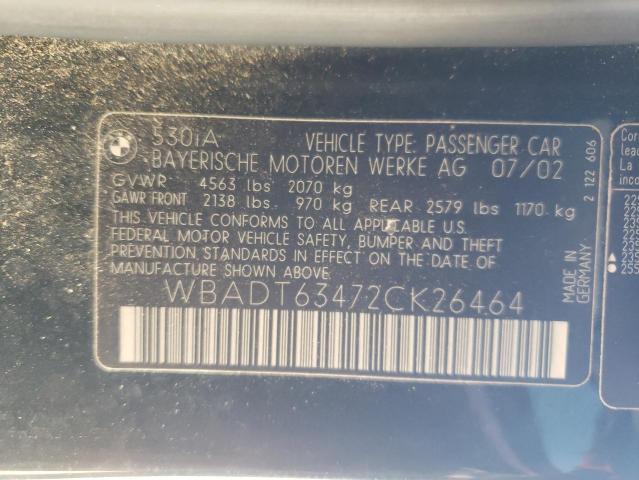 BMW
530iA VEHICLE TYPE: PASSENGER CAR
BAYERISCHE MOTOREN WERKE AG 07/02
GVWR 4563 lbs 2070 kg
GAWR FRONT 2138 lbs 970 kg REAR 2579 lbs 1170 kg
THIS VEHICLE CONFORMS TO ALL APPLICABLE U.S.
FEDERAL MOTOR VEHICLE SAFETY, BUMPER AND THEFT
PREVENTION STANDARDS IN EFFECT ON THE DATE OF
MANUFACTURE SHOWN ABOVE.
WBADT63472CK26464
MADE IN
GERMANY
2 122 606
La